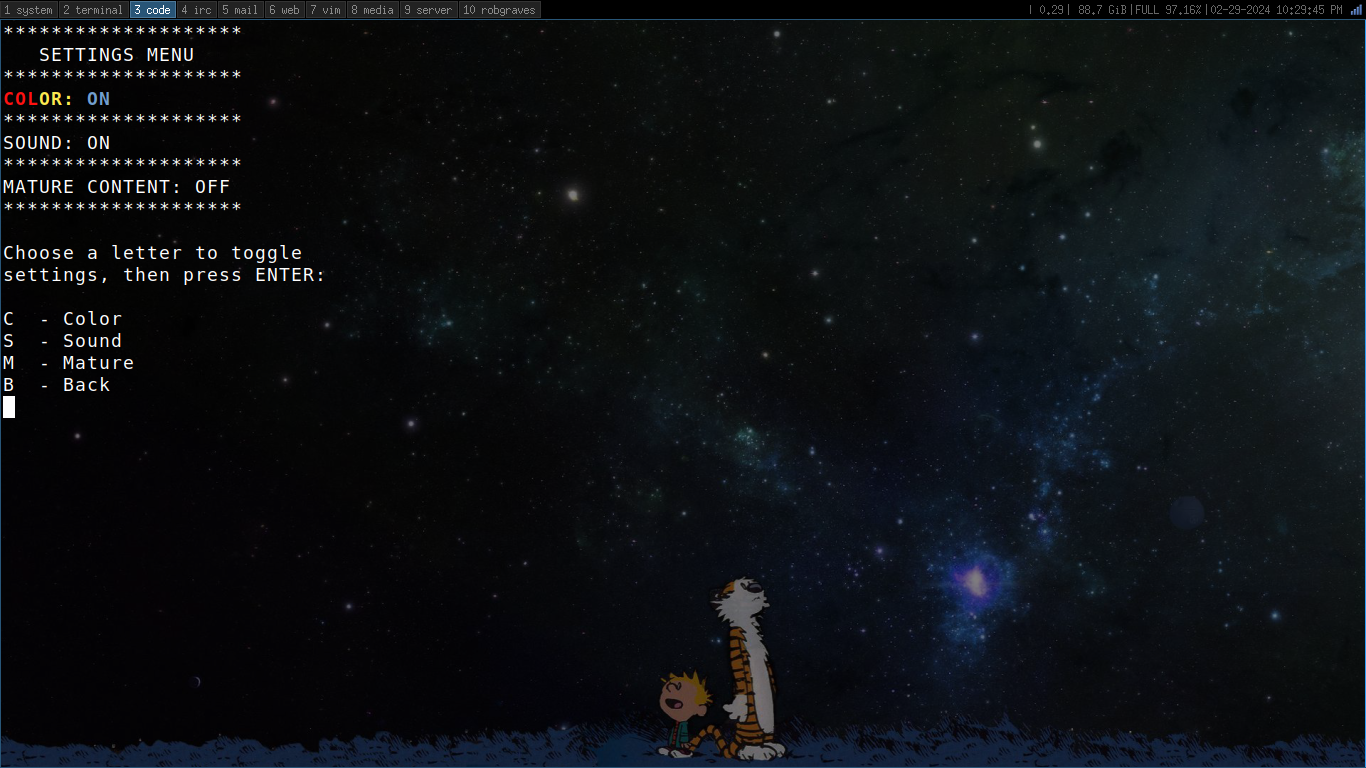 1 system 2 terminal 3 code 4 irc 5 mail 6 web 7 vim 8 media 9 server 10 robgraves | 0.29| 88.7 GiB|FULL 97.16%|02-29-2024 10:29:45 PM
********************
SETTINGS MENU
********************
COLOR: ON
********************
SOUND: ON
********************
MATURE CONTENT: OFF
********************
Choose a letter to toggle
settings, then press ENTER:
C - Color
S - Sound
M - Mature
B - Back